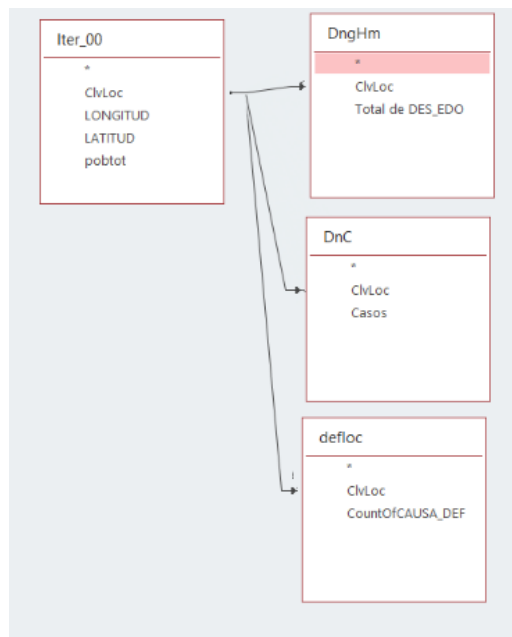 Iter_00
*
ClvLoc
LONGITUD
LATITUD
pobtot
DngHm
*
ClvLoc
Total de DES_EDO
DnC
*
ClvLoc
Casos
defloc
*
ClvLoc
CountOfCAUSA_DEF